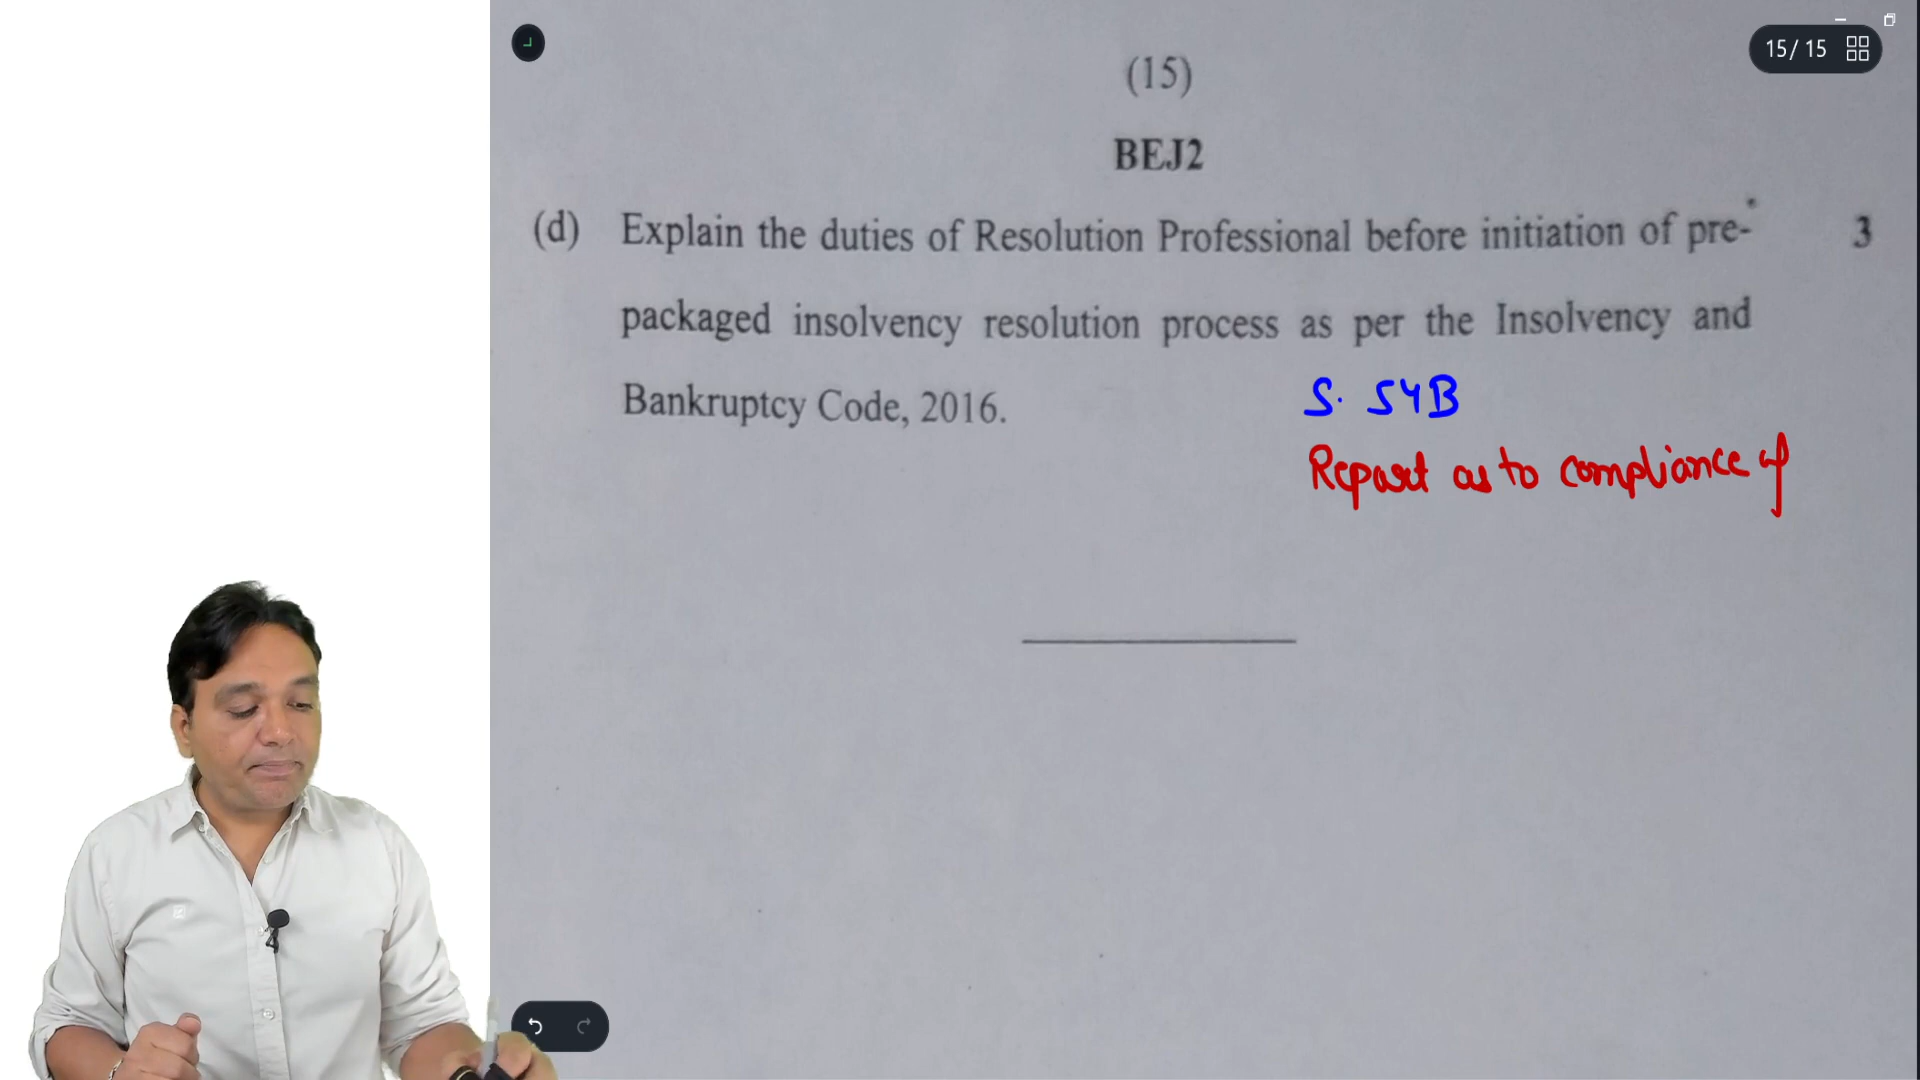 15/ 15
(15)
BEJ2
(d) Explain the duties of Resolution Professional before initiation of pre- 3
packaged insolvency resolution process as per the Insolvency and
Bankruptcy Code, 2016.
S. 54B
Report as to compliance of